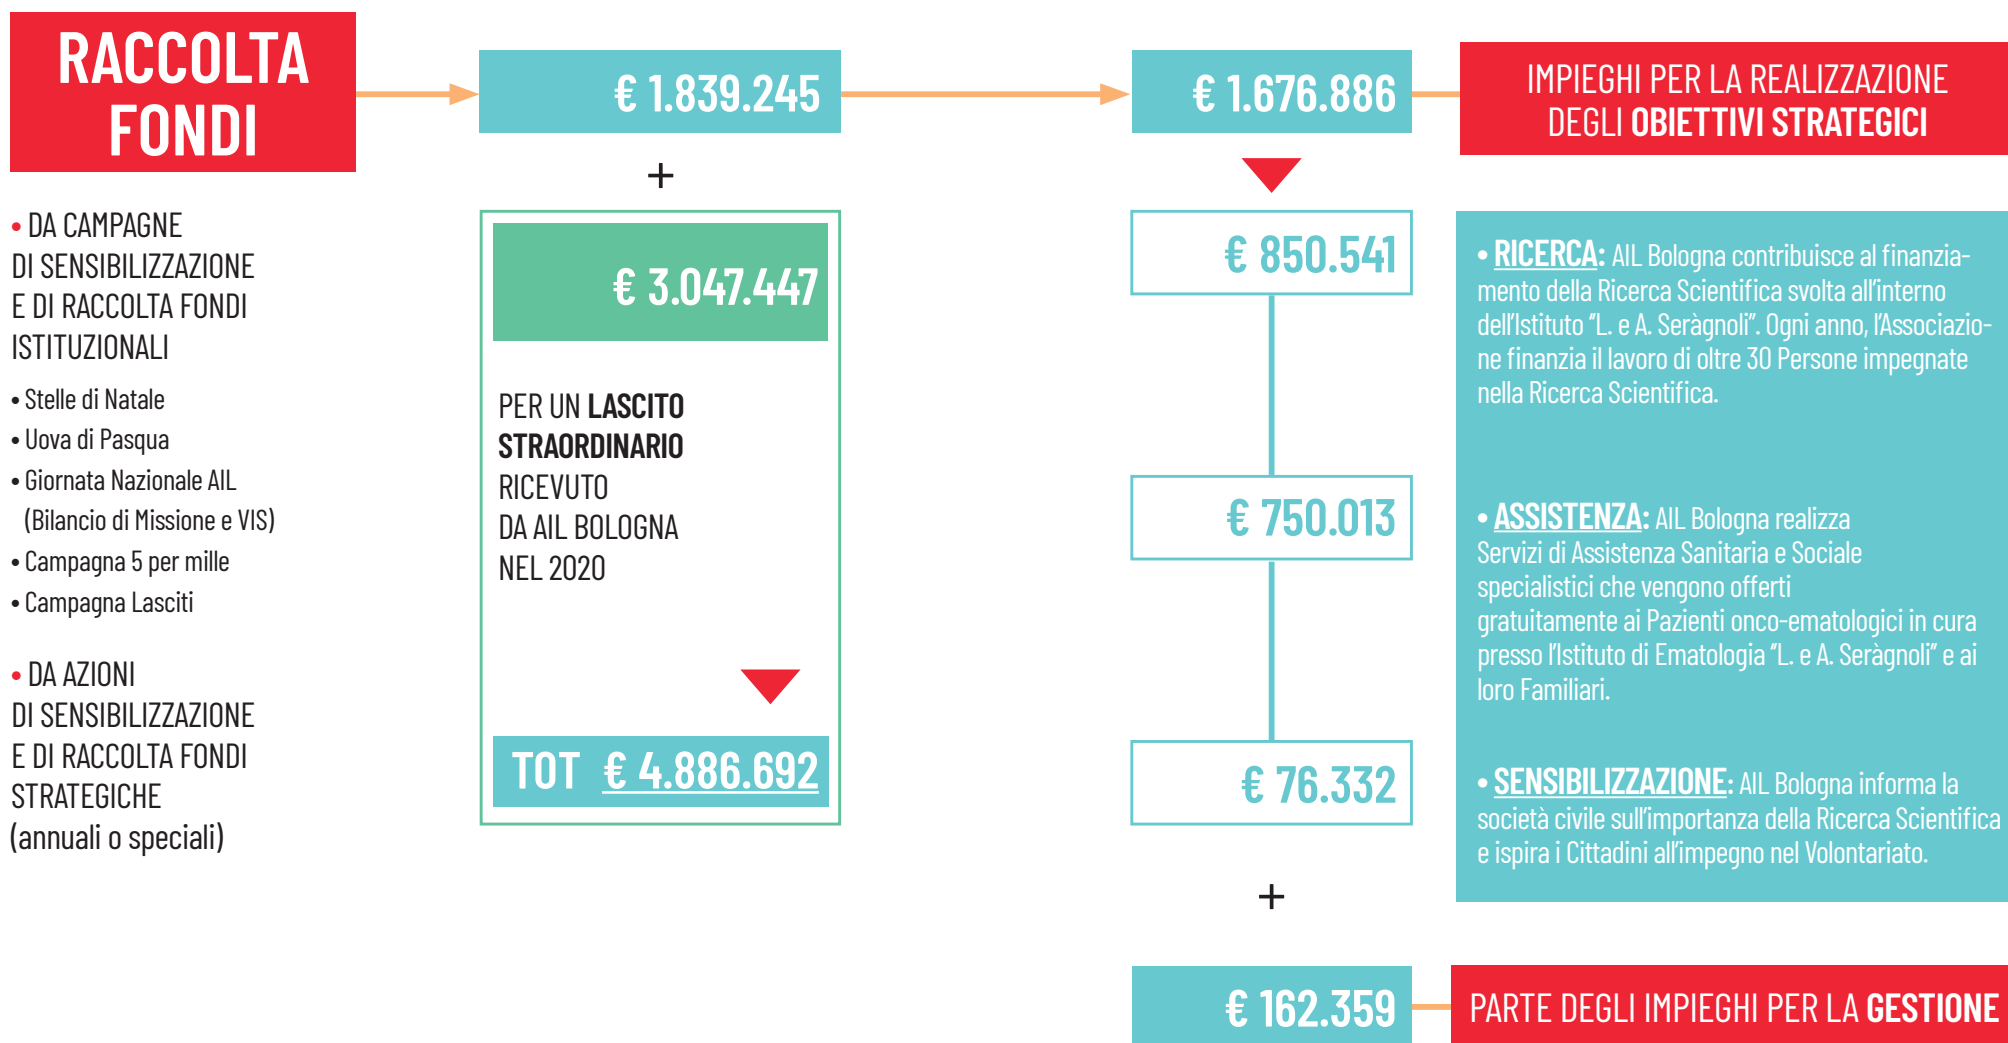 RACCOLTA
FONDI
• DA CAMPAGNE
DI SENSIBILIZZAZIONE
E DI RACCOLTA FONDI
ISTITUZIONALI
• Stelle di Natale
• Uova di Pasqua
• Giornata Nazionale AIL
(Bilancio di Missione e VIS)
• Campagna 5 per mille
• Campagna Lasciti
• DA AZIONI
DI SENSIBILIZZAZIONE
E DI RACCOLTA FONDI
STRATEGICHE
(annuali o speciali)
€ 1.839.245
+
€ 3.047.447
PER UN LASCITO
STRAORDINARIO
RICEVUTO
DA AIL BOLOGNA
NEL 2020
TOT € 4.886.692
€ 1.676.886
IMPIEGHI PER LA REALIZZAZIONE
DEGLI OBIETTIVI STRATEGICI
€ 850.541
• RICERCA: AIL Bologna contribuisce al finanzia-
mento della Ricerca Scientifica svolta all'interno
dell'Istituto "L. e A. Seràgnoli". Ogni anno, l'Associazio-
ne finanzia il lavoro di oltre 30 Persone impegnate
nella Ricerca Scientifica.
€ 750.013
• ASSISTENZA: AIL Bologna realizza
Servizi di Assistenza Sanitaria e Sociale
specialistici che vengono offerti
gratuitamente ai Pazienti onco-ematologici in cura
presso l'Istituto di Ematologia "L. e A. Seràgnoli" e ai
loro Familiari.
€ 76.332
• SENSIBILIZZAZIONE: AIL Bologna informa la
società civile sull'importanza della Ricerca Scientifica
e ispira i Cittadini all'impegno nel Volontariato.
+
€ 162.359
PARTE DEGLI IMPIEGHI PER LA GESTIONE